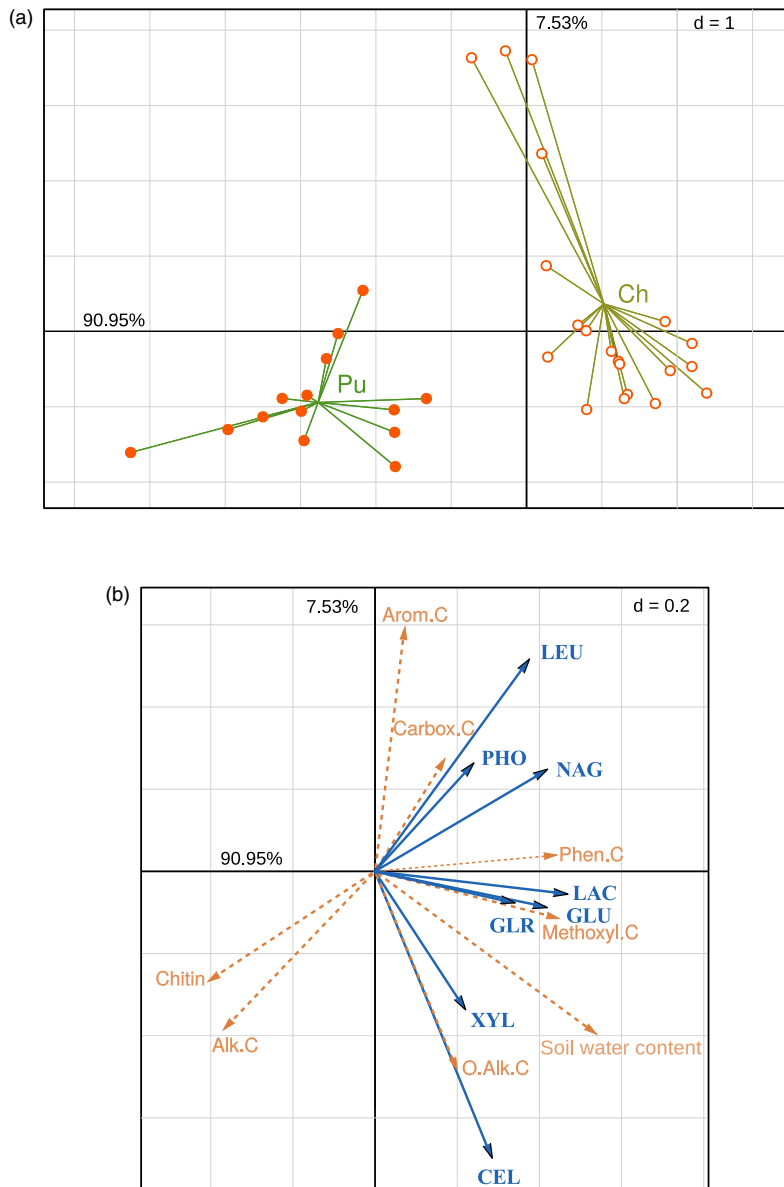 (a)
7.53%
d = 1
Ch
90.95%
Pu
(b)
7.53%
d = 0.2
Arom.C
LEU
Carbox.C
PHO
NAG
90.95%
Phen.C
LAC
GLU
GLR
Methoxyl.C
Chitin
XYL
Alk.C
Soil water content
O.Alk.C
CEL